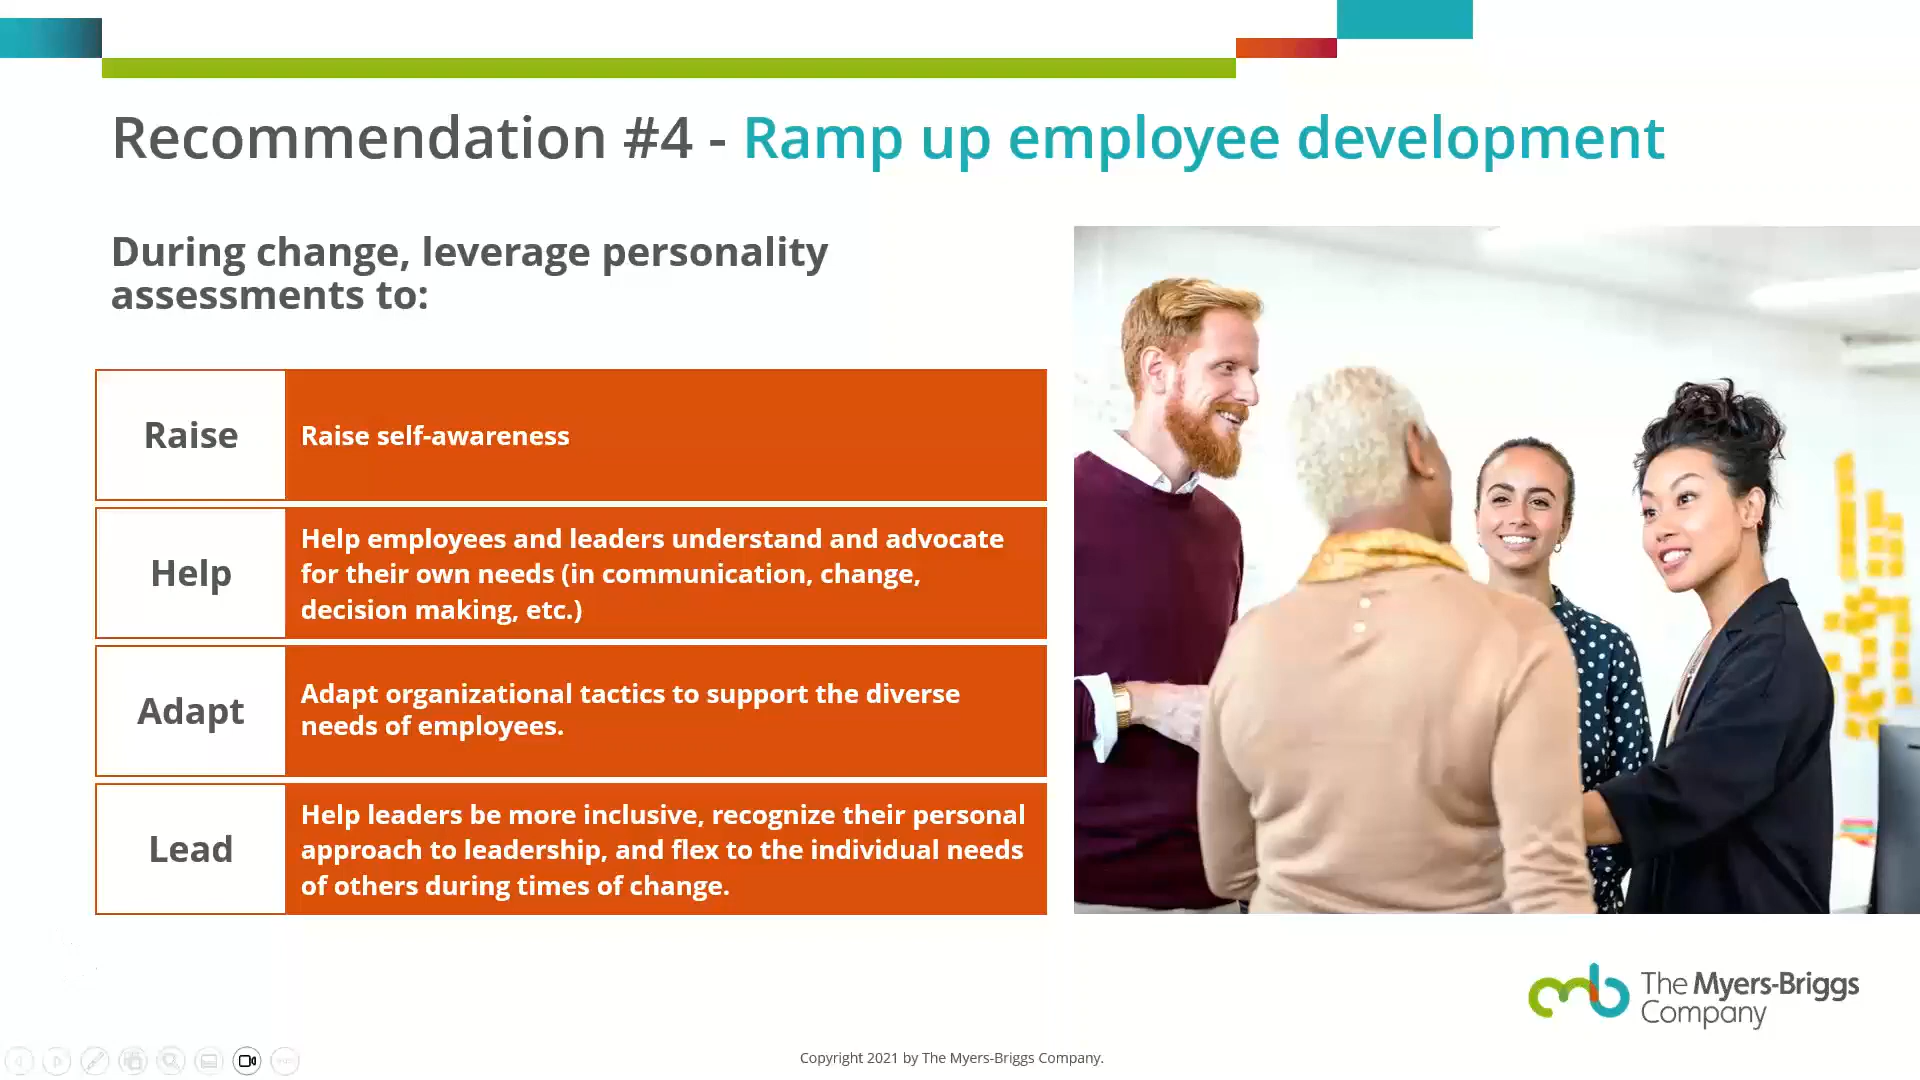 Recommendation #4 - Ramp up employee development
During change, leverage personality
assessments to:
Raise
Raise self-awareness
Help
Help employees and leaders understand and advocate
for their own needs (in communication, change,
decision making, etc.)
Adapt
Adapt organizational tactics to support the diverse
needs of employees.
Lead
Help leaders be more inclusive, recognize their personal
approach to leadership, and flex to the individual needs
of others during times of change.
mb The Myers-Briggs
Company
Copyright 2021 by The Myers-Briggs Company.